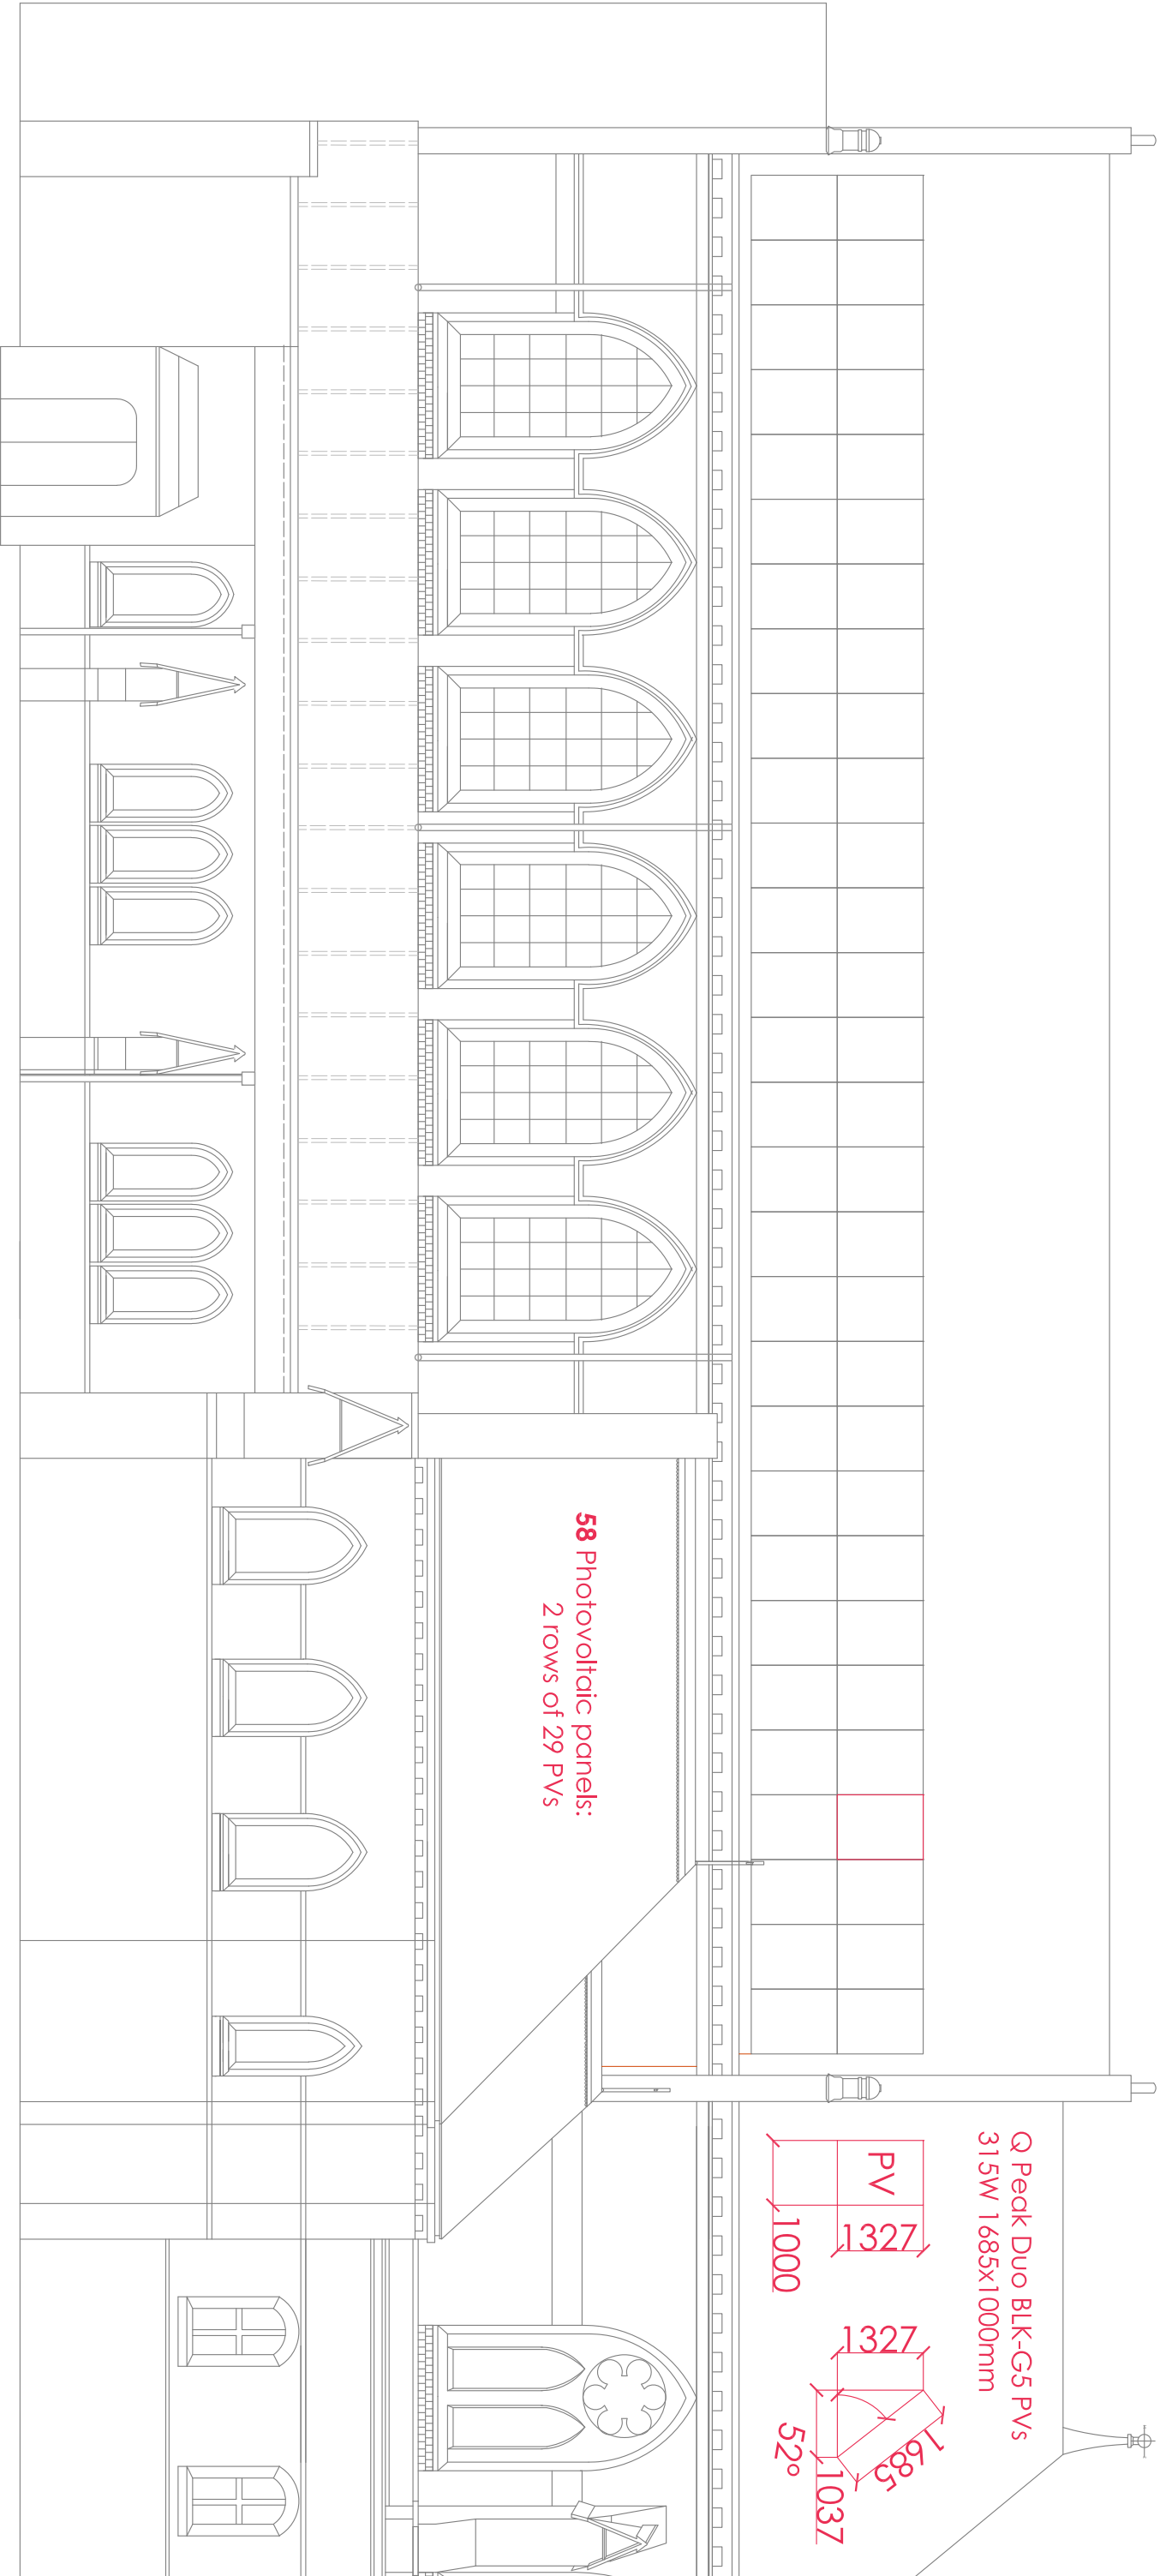 Q Peak Duo BLK-G5 PVs
315W 1685x1000mm
PV
1327
1000
1327
1685
52°
1037
58 Photovoltaic panels:
2 rows of 29 PVs